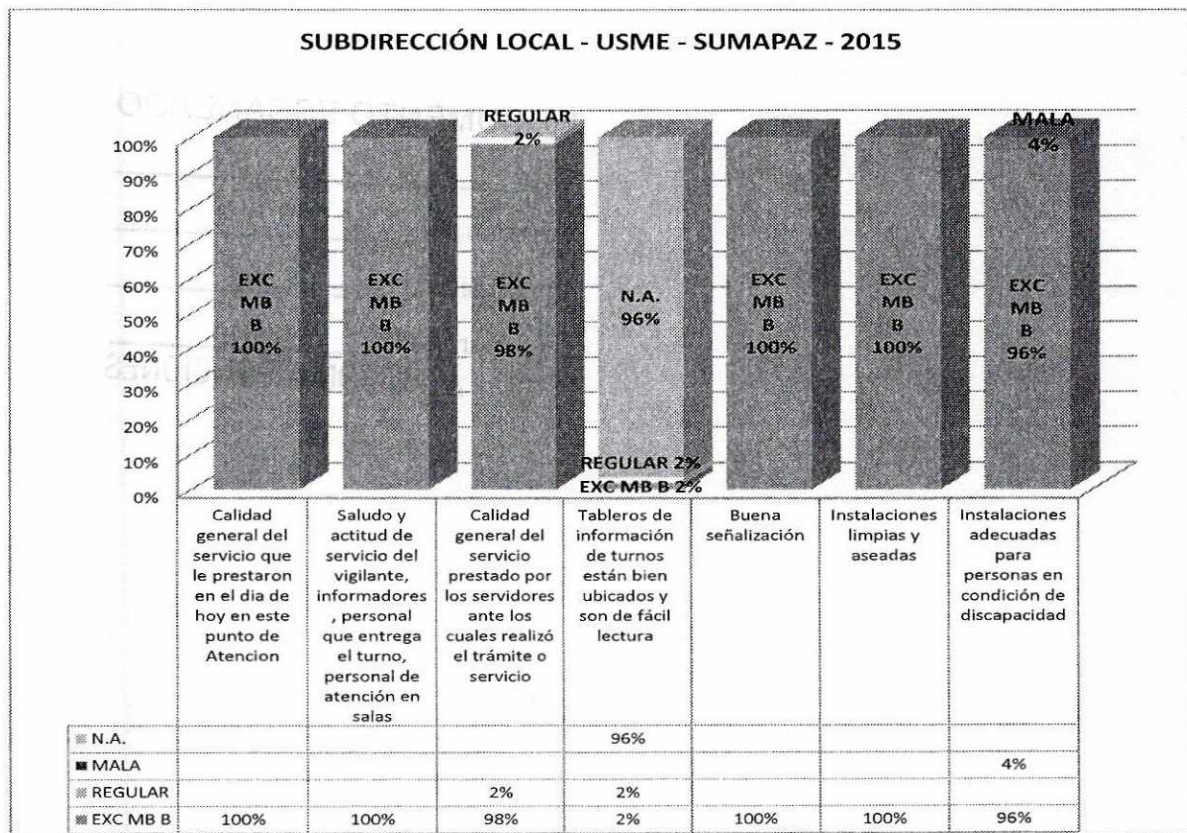 SUBDIRECCIÓN LOCAL - USME - SUMAPAZ - 2015
REGULAR
2%
MALA
4%
100%
90%
80%
70%
60%
50%
40%
30%
20%
10%
0%
EXC
MB
B
100%
EXC
MB
B
100%
EXC
MB
B
98%
N.A.
96%
REGULAR 2%
EXC MB B 2%
EXC
MB
B
100%
EXC
MB
B
100%
EXC
MB
B
96%
Calidad
general del
servicio que
le prestaron
en el dia de
hoy en este
punto de
Atencion
Saludo y
actitud de
servicio del
vigilante,
informadores
, personal
que entrega
el turno,
personal de
atención en
salas
Calidad
general del
servicio
prestado por
los servidores
ante los
cuales realizó
el trámite o
servicio
Tableros de
información
de turnos
están bien
ubicados y
son de fácil
lectura
Buena
señalización
Instalaciones
limpias y
aseadas
Instalaciones
adecuadas
para
personas en
condición de
discapacidad
N.A. 96%
MALA 4%
REGULAR 2% 2%
EXC MB B 100% 100% 98% 2% 100% 100% 96%